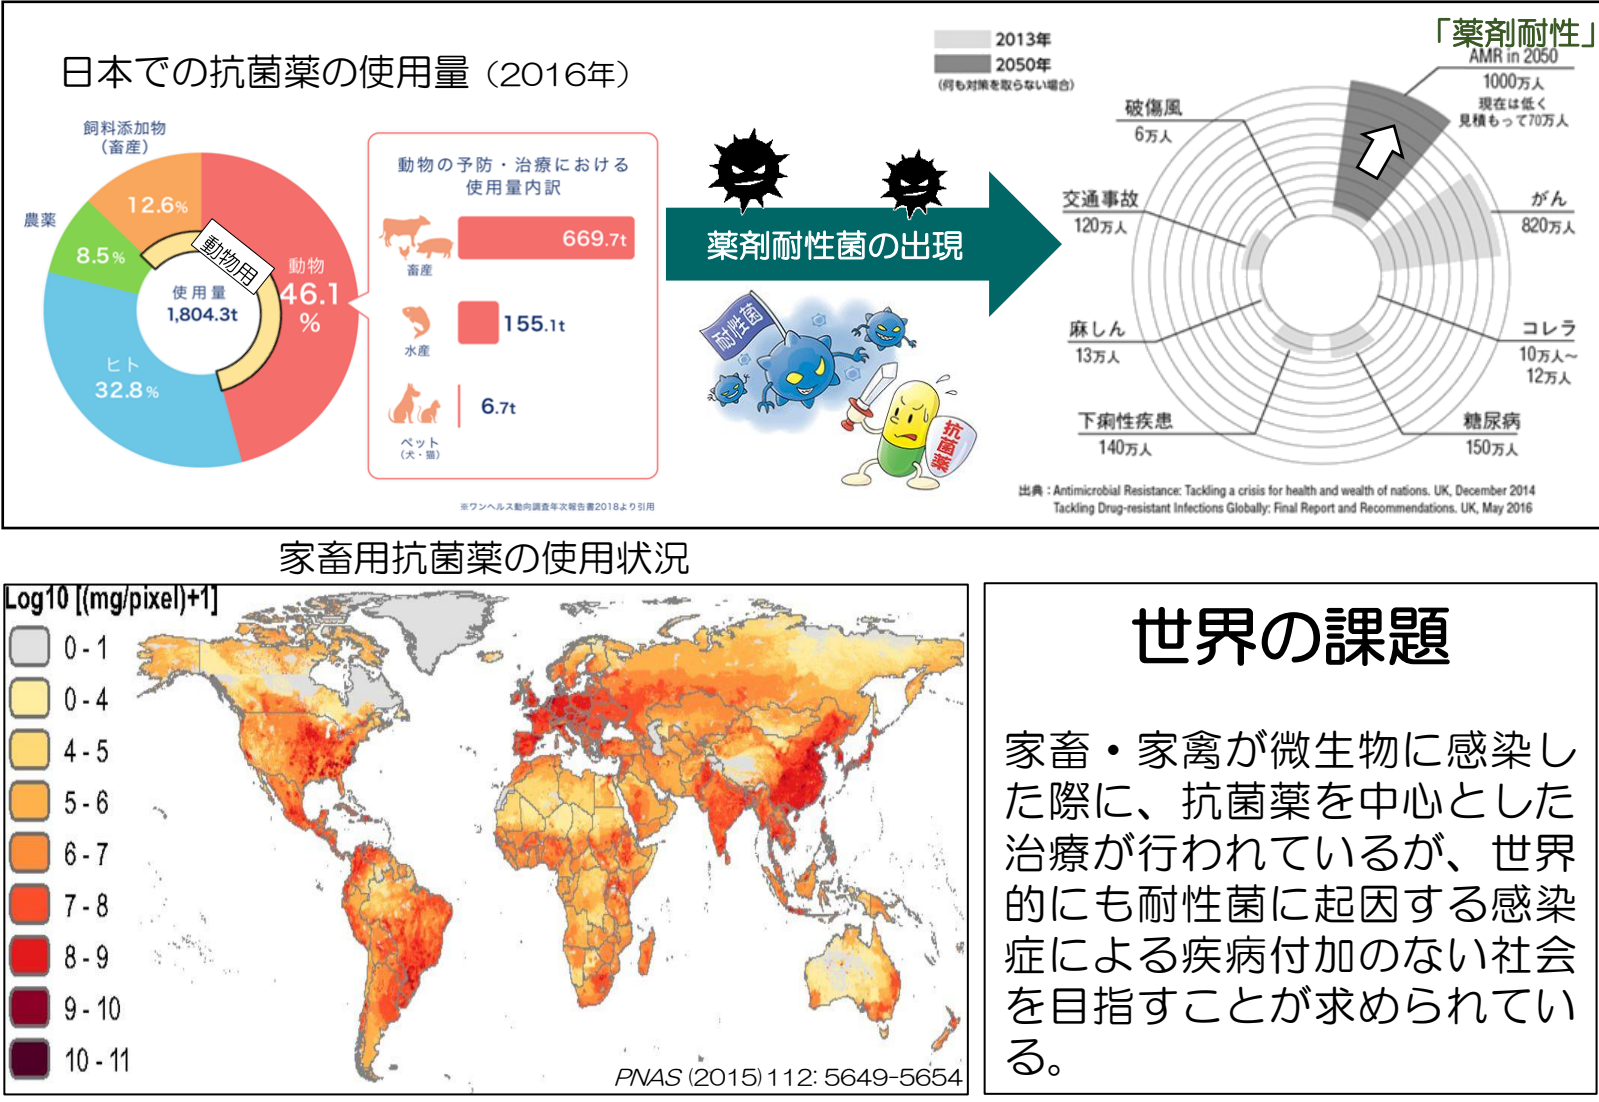 日本での抗菌薬の使用量（2016年）
飼料添加物
（畜産）
12.6%
農薬
8.5%
動物用
動物
46.1
%
使用量
1,804.3t
ヒト
32.8%
動物の予防・治療における
使用量内訳
669.7t
畜産
155.1t
水産
6.7t
ペット
（犬・猫）
※ワンヘルス動向調査年次報告書2018より引用
薬剤耐性菌の出現
耐性菌
抗菌薬
2013年
2050年
(何も対策を取らない場合)
「薬剤耐性」
AMR in 2050
1000万人
現在は低く
見積もって70万人
破傷風
6万人
交通事故
120万人
がん
820万人
麻しん
13万人
コレラ
10万人～
12万人
下痢性疾患
140万人
糖尿病
150万人
出典：Antimicrobial Resistance: Tackling a crisis for health and wealth of nations. UK, December 2014
Tackling Drug-resistant Infections Globally: Final Report and Recommendations. UK, May 2016
家畜用抗菌薬の使用状況
Log10 [(mg/pixel)+1]
0 - 1
0 - 4
4 - 5
5 - 6
6 - 7
7 - 8
8 - 9
9 - 10
10 - 11
PNAS (2015) 112: 5649-5654
世界の課題
家畜・家禽が微生物に感染し
た際に、抗菌薬を中心とした
治療が行われているが、世界
的にも耐性菌に起因する感染
症による疾病付加のない社会
を目指すことが求められてい
る。